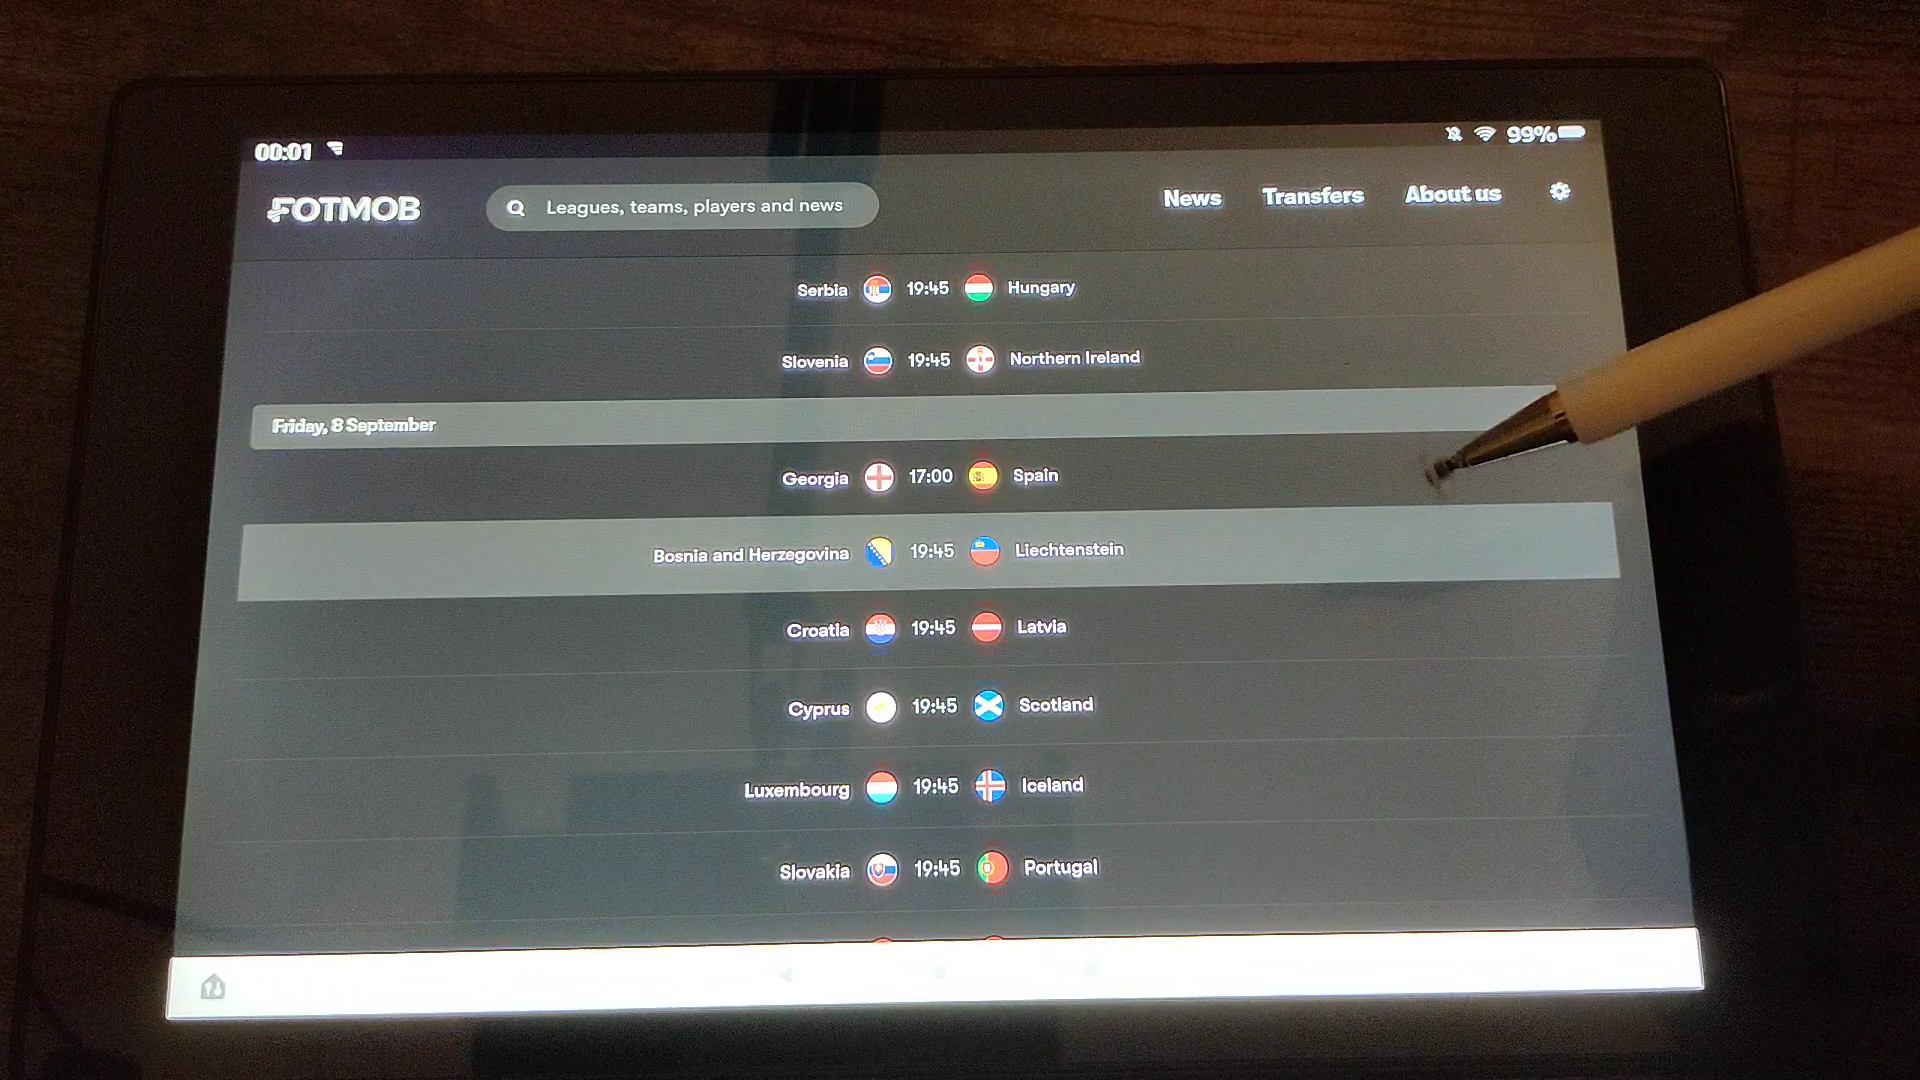 00:01 99%
FOTMOB Leagues, teams, players and news News Transfers About us
Serbia 19:45 Hungary
Slovenia 19:45 Northern Ireland
Friday, 8 September
Georgia 17:00 Spain
Bosnia and Herzegovina 19:45 Liechtenstein
Croatia 19:45 Latvia
Cyprus 19:45 Scotland
Luxembourg 19:45 Iceland
Slovakia 19:45 Portugal